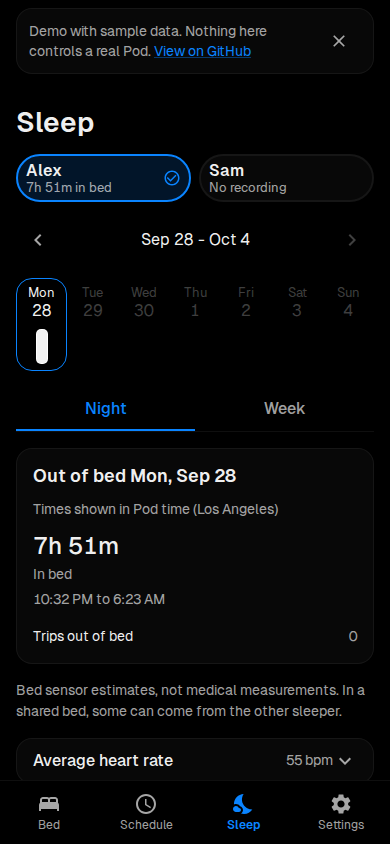 Demo with sample data. Nothing here
controls a real Pod. View on GitHub
Sleep
Alex
7h 51m in bed
Sam
No recording
Sep 28 - Oct 4
Mon Tue Wed Thu Fri Sat Sun
28 29 30 1 2 3 4
Night Week
Out of bed Mon, Sep 28
Times shown in Pod time (Los Angeles)
7h 51m
In bed
10:32 PM to 6:23 AM
Trips out of bed 0
Bed sensor estimates, not medical measurements. In a
shared bed, some can come from the other sleeper.
Average heart rate 55 bpm
Bed Schedule Sleep Settings